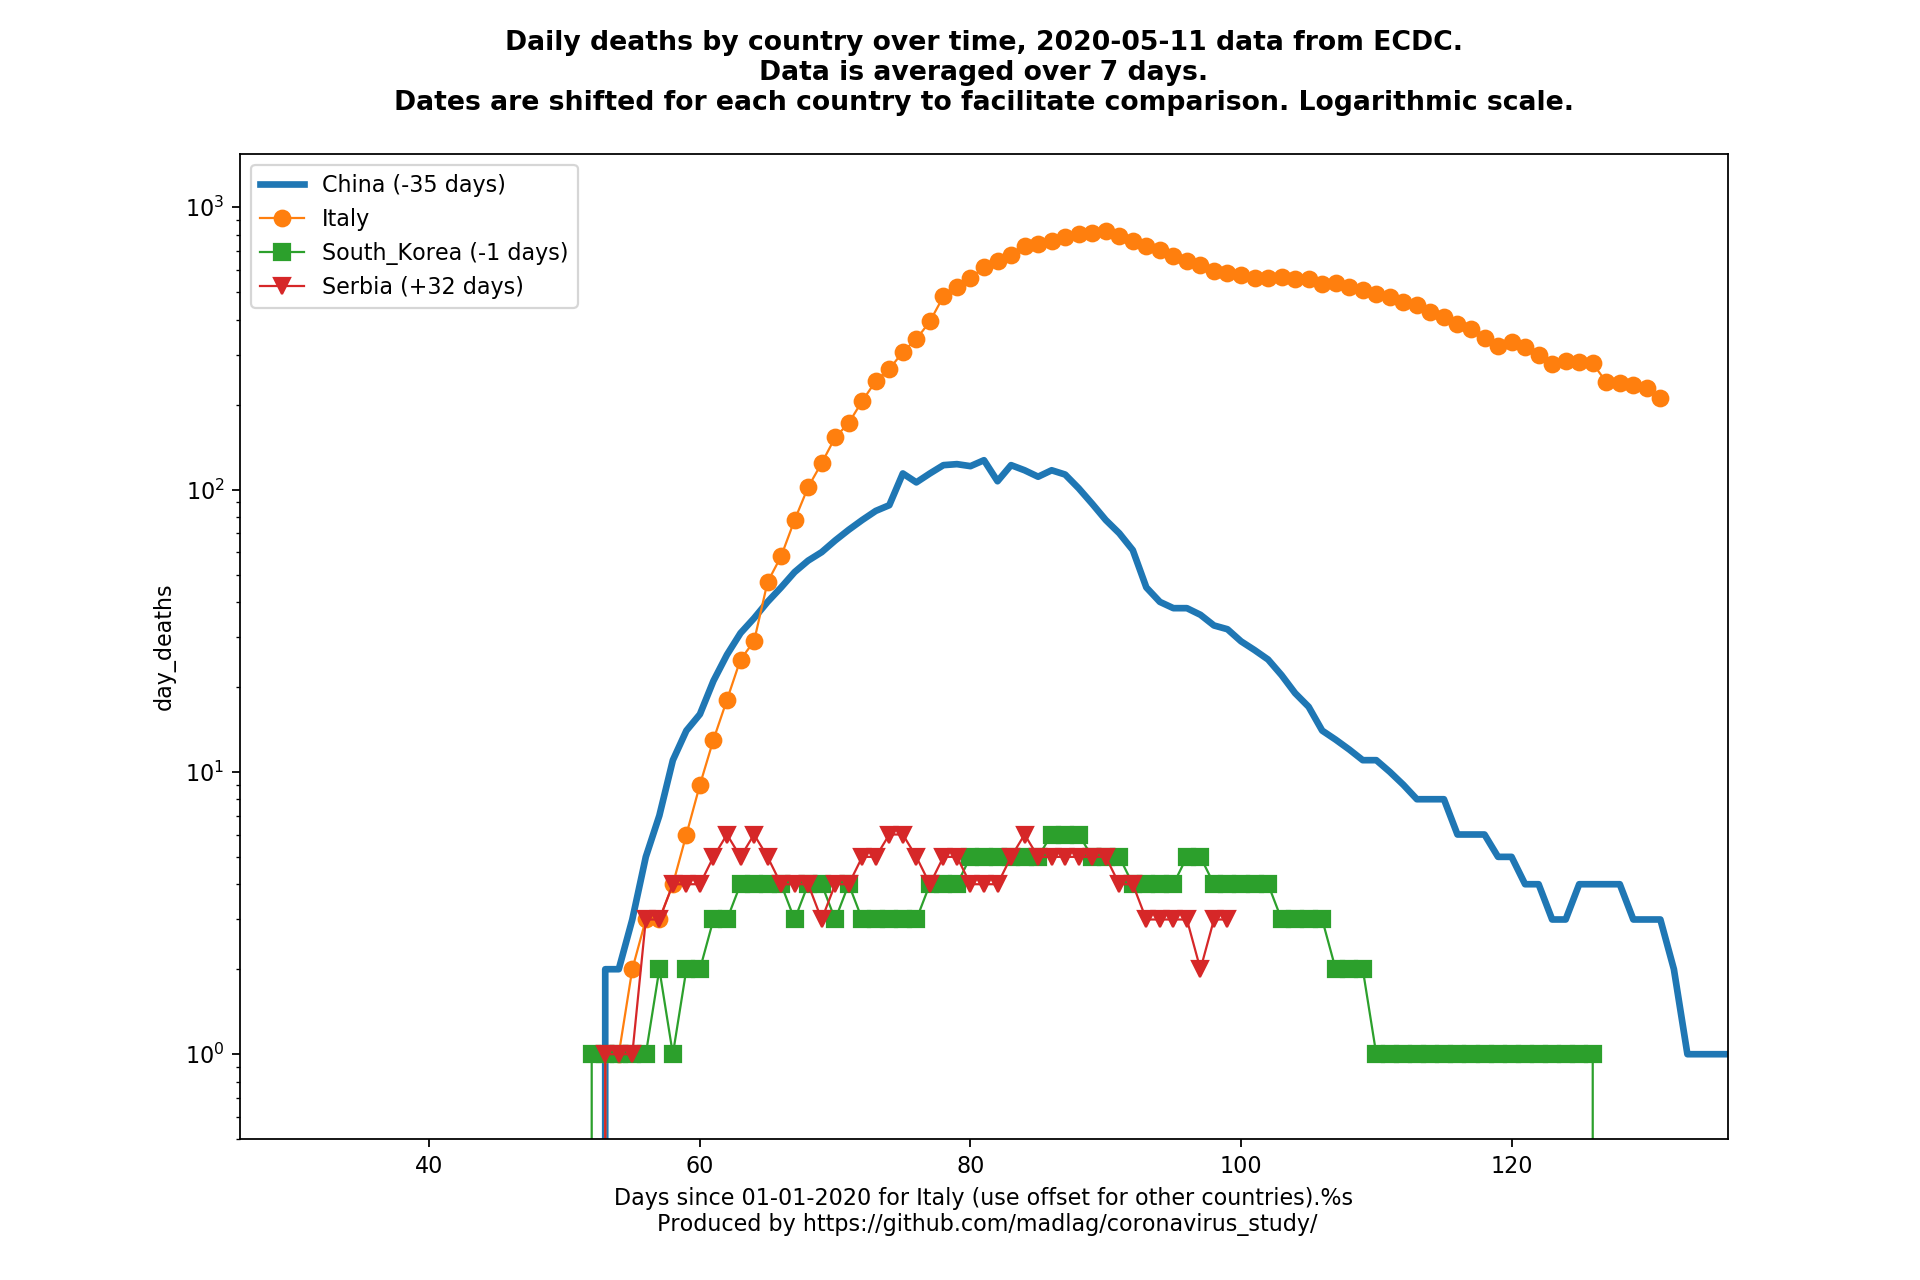 Daily deaths by country over time, 2020-05-11 data from ECDC.
Data is averaged over 7 days.
Dates are shifted for each country to facilitate comparison. Logarithmic scale.
China (-35 days)
Italy
South_Korea (-1 days)
Serbia (+32 days)
10³
10²
10¹
10⁰
day_deaths
40 60 80 100 120
Days since 01-01-2020 for Italy (use offset for other countries).%s
Produced by https://github.com/madlag/coronavirus_study/